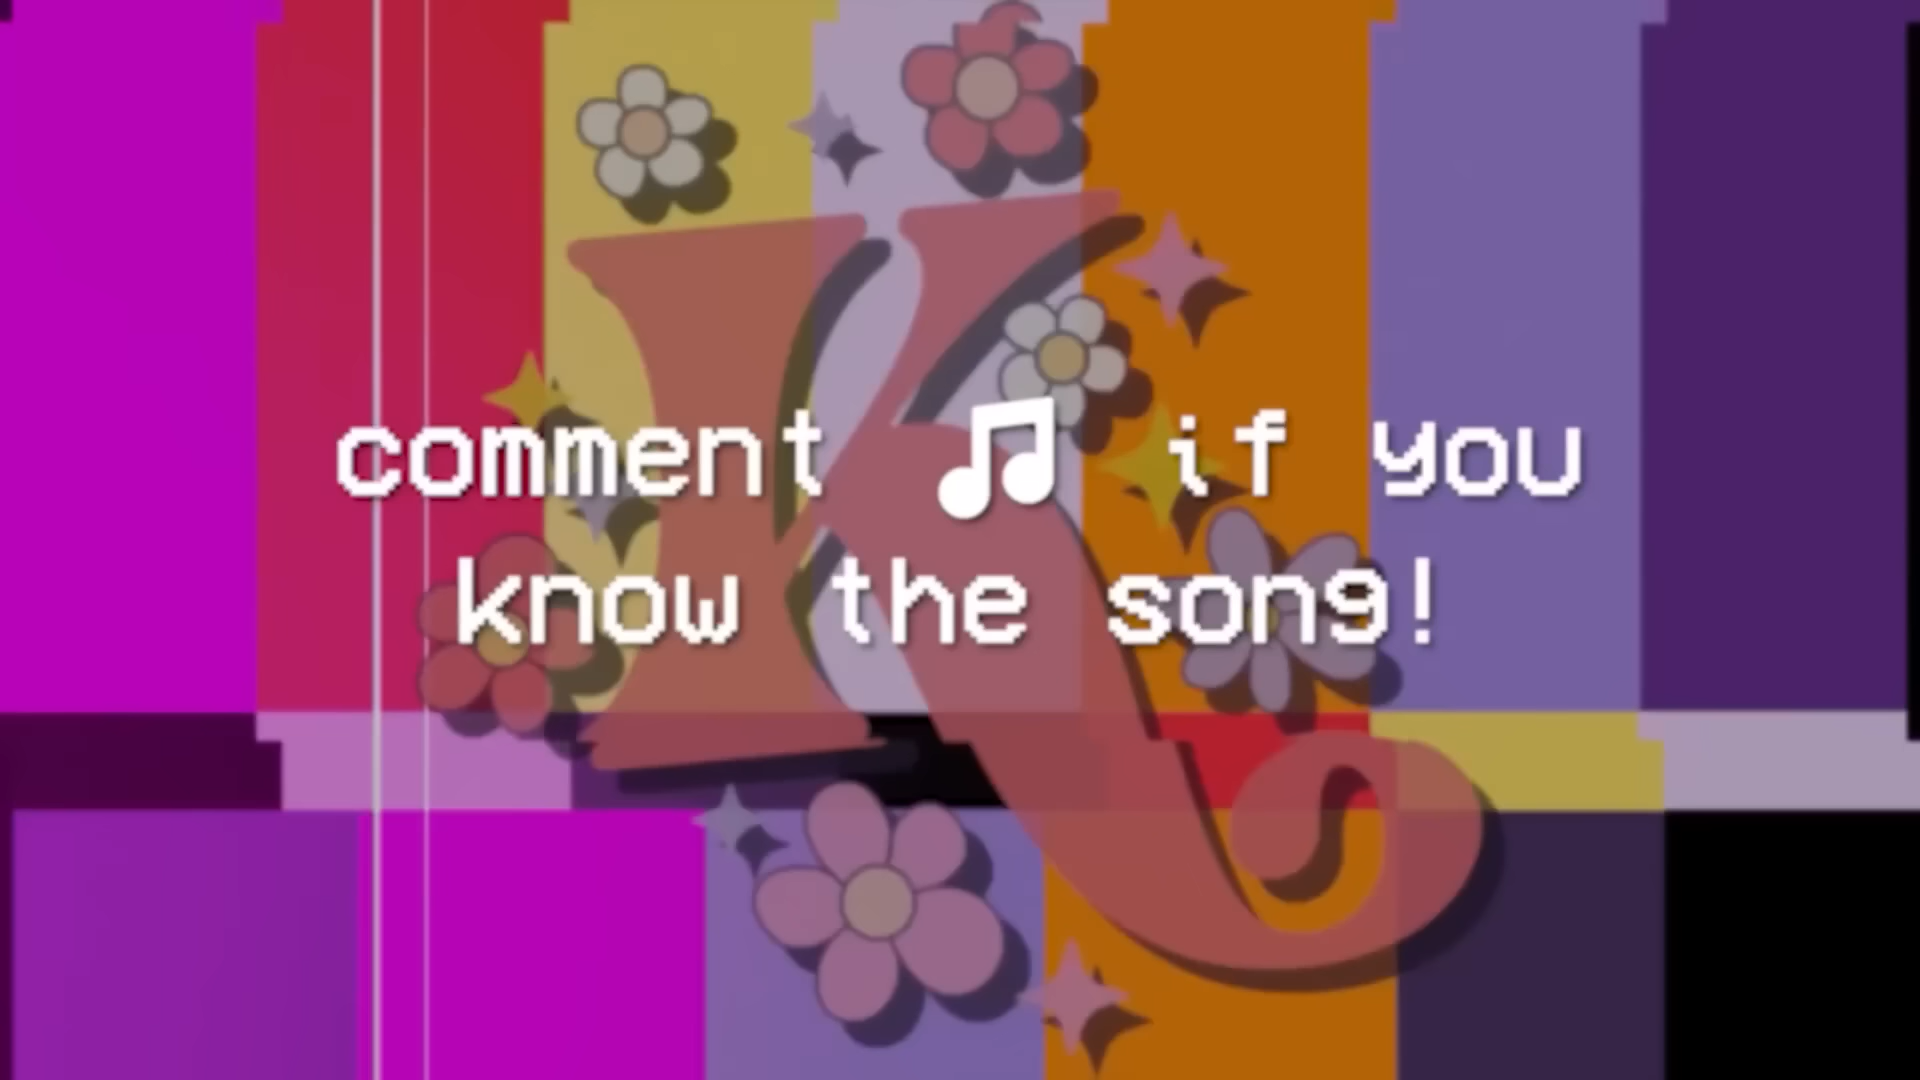 K
comment 🎵 if you
know the song!